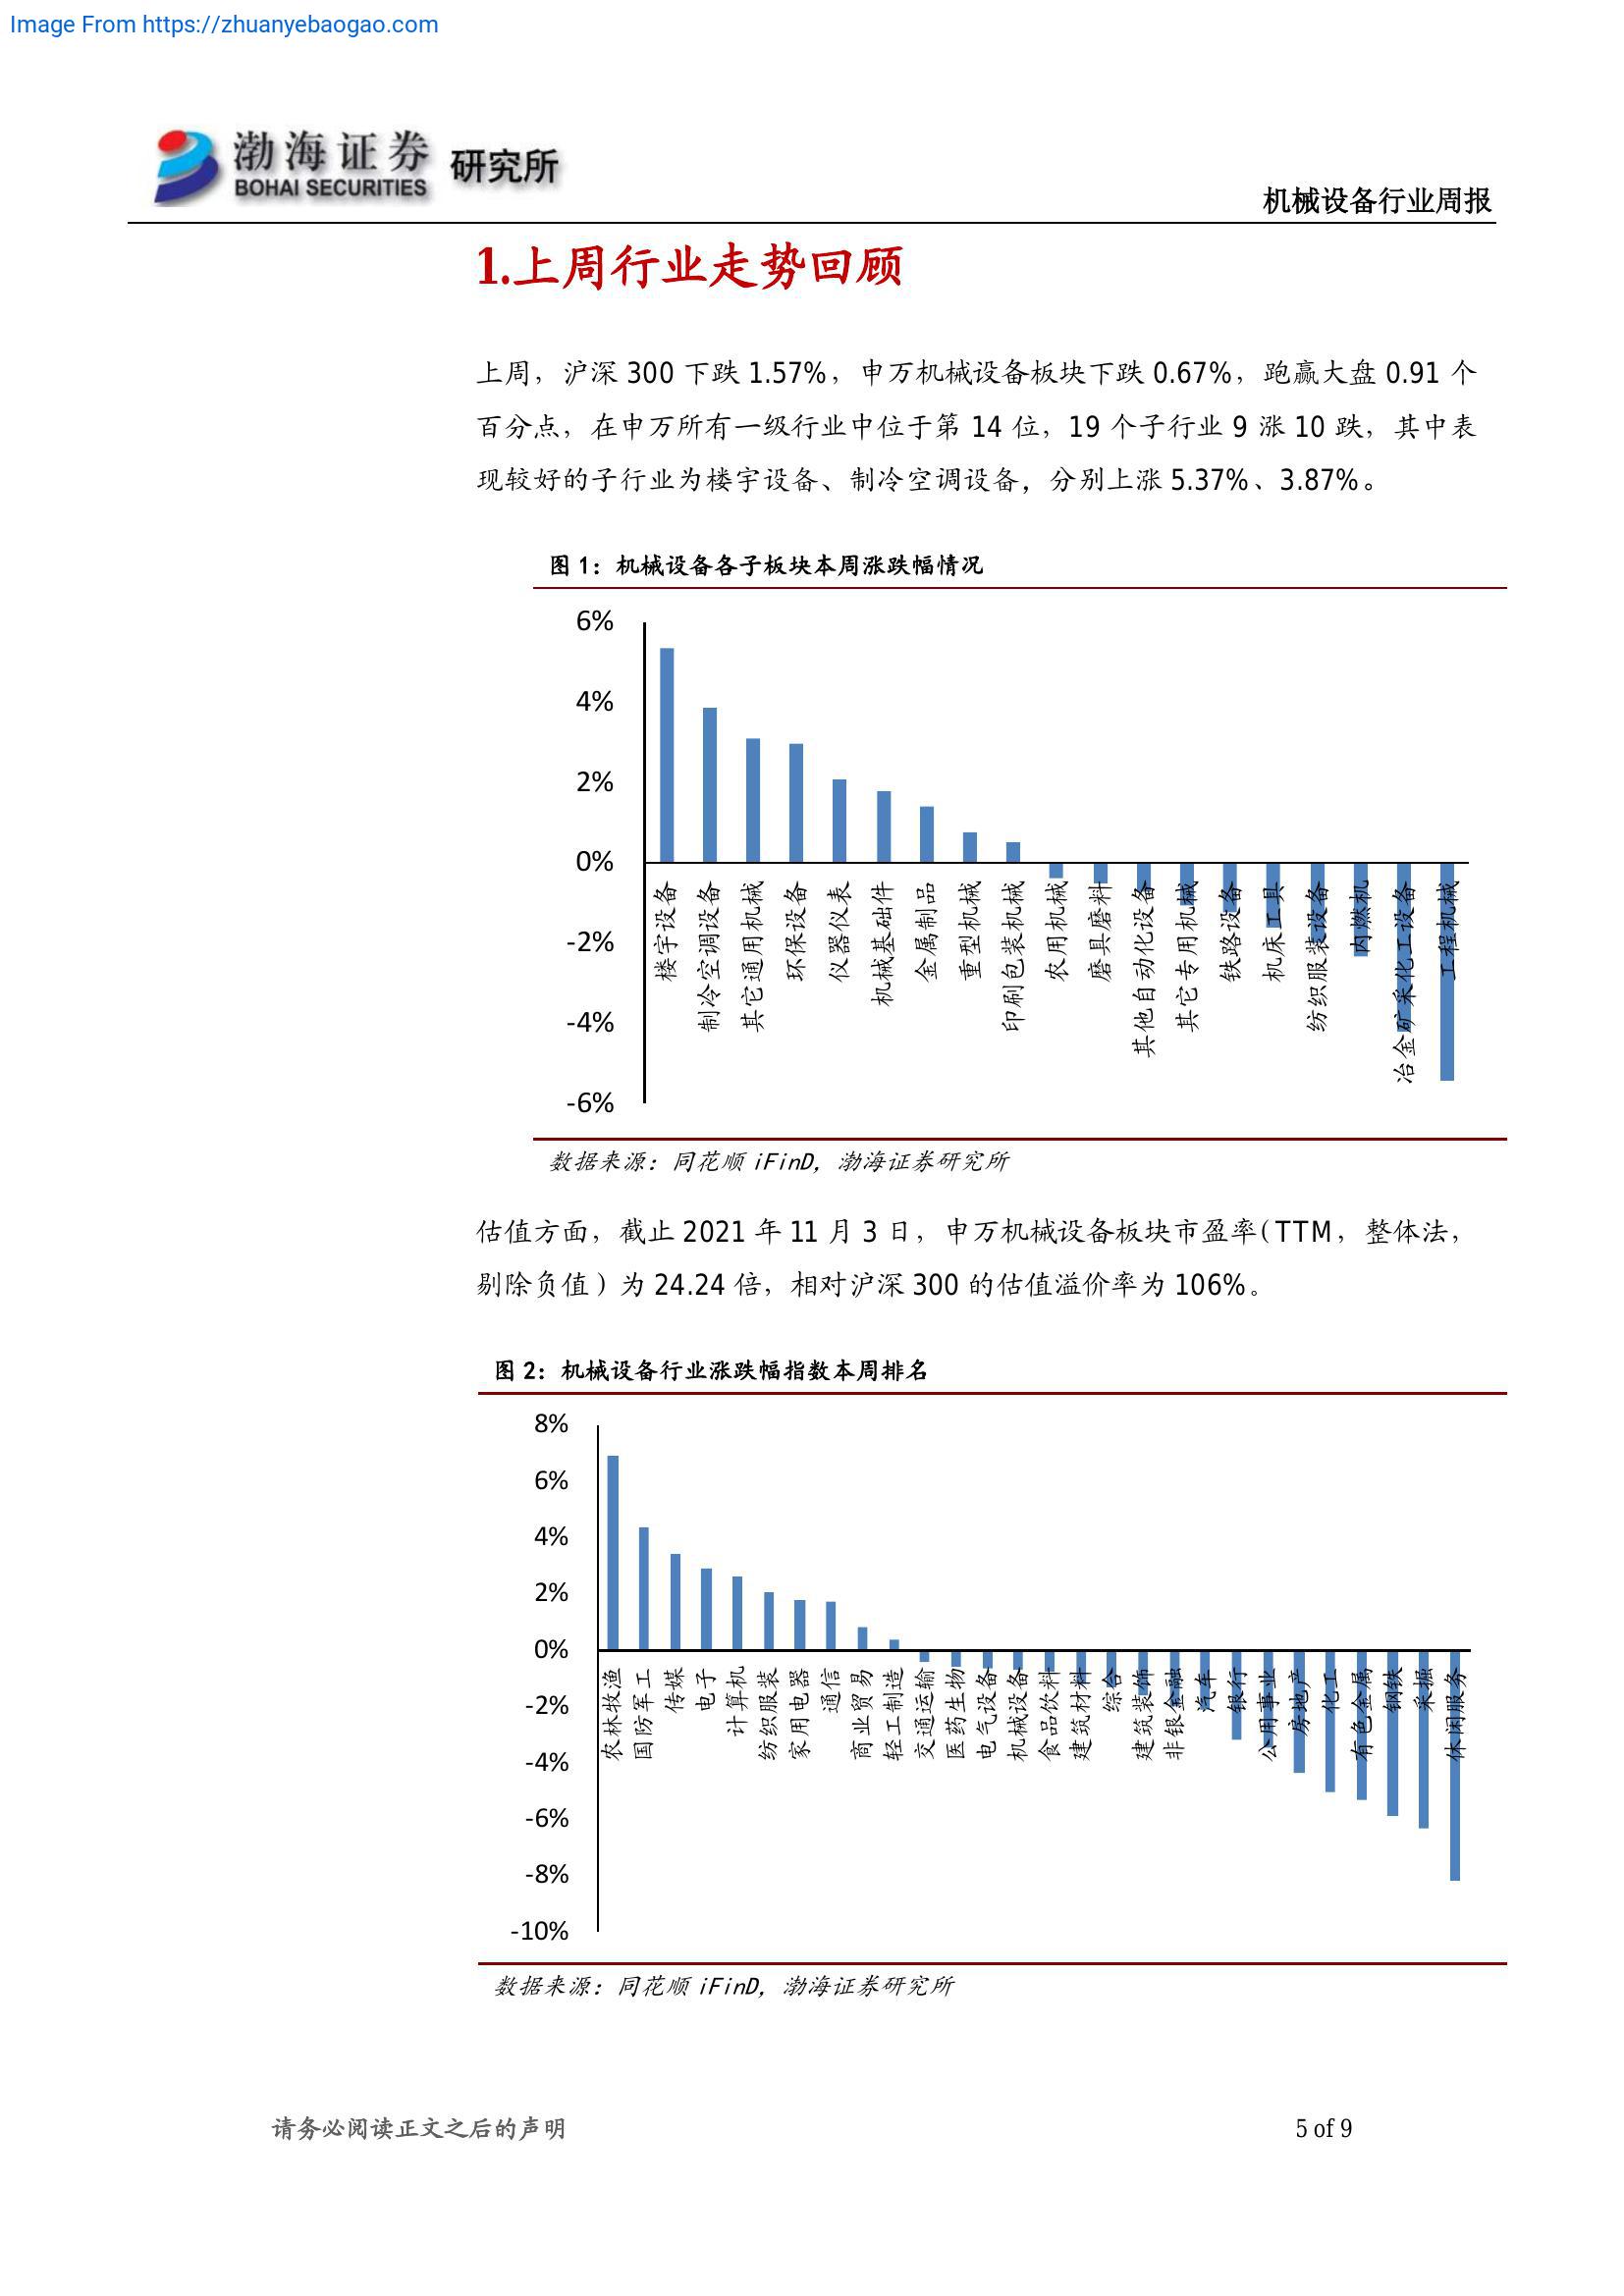 Image From https://zhuanyebaogao.com
渤海证券 研究所
BOHAI SECURITIES
机械设备行业周报
1.上周行业走势回顾
上周，沪深 300 下跌 1.57%，申万机械设备板块下跌 0.67%，跑赢大盘 0.91 个
百分点，在申万所有一级行业中位于第 14 位，19 个子行业 9 涨 10 跌，其中表
现较好的子行业为楼宇设备、制冷空调设备，分别上涨 5.37%、3.87%。
图 1：机械设备各子板块本周涨跌幅情况
6%
4%
2%
0%
-2%
-4%
-6%
楼宇设备
制冷空调设备
其它通用机械
环保设备
仪器仪表
机械基础件
金属制品
重型机械
印刷包装机械
农用机械
磨具磨料
其他自动化设备
其它专用机械
铁路设备
机床工具
纺织服装设备
内燃机
冶金矿采化工设备
工程机械
数据来源：同花顺 iFinD，渤海证券研究所
估值方面，截止 2021 年 11 月 3 日，申万机械设备板块市盈率（TTM，整体法，
剔除负值）为 24.24 倍，相对沪深 300 的估值溢价率为 106%。
图 2：机械设备行业涨跌幅指数本周排名
8%
6%
4%
2%
0%
-2%
-4%
-6%
-8%
-10%
农林牧渔
国防军工
传媒
电子
计算机
纺织服装
家用电器
通信
商业贸易
轻工制造
交通运输
医药生物
电气设备
机械设备
食品饮料
建筑材料
综合
建筑装饰
非银金融
汽车
银行
公用事业
房地产
化工
有色金属
钢铁
采掘
休闲服务
数据来源：同花顺 iFinD，渤海证券研究所
请务必阅读正文之后的声明
5 of 9